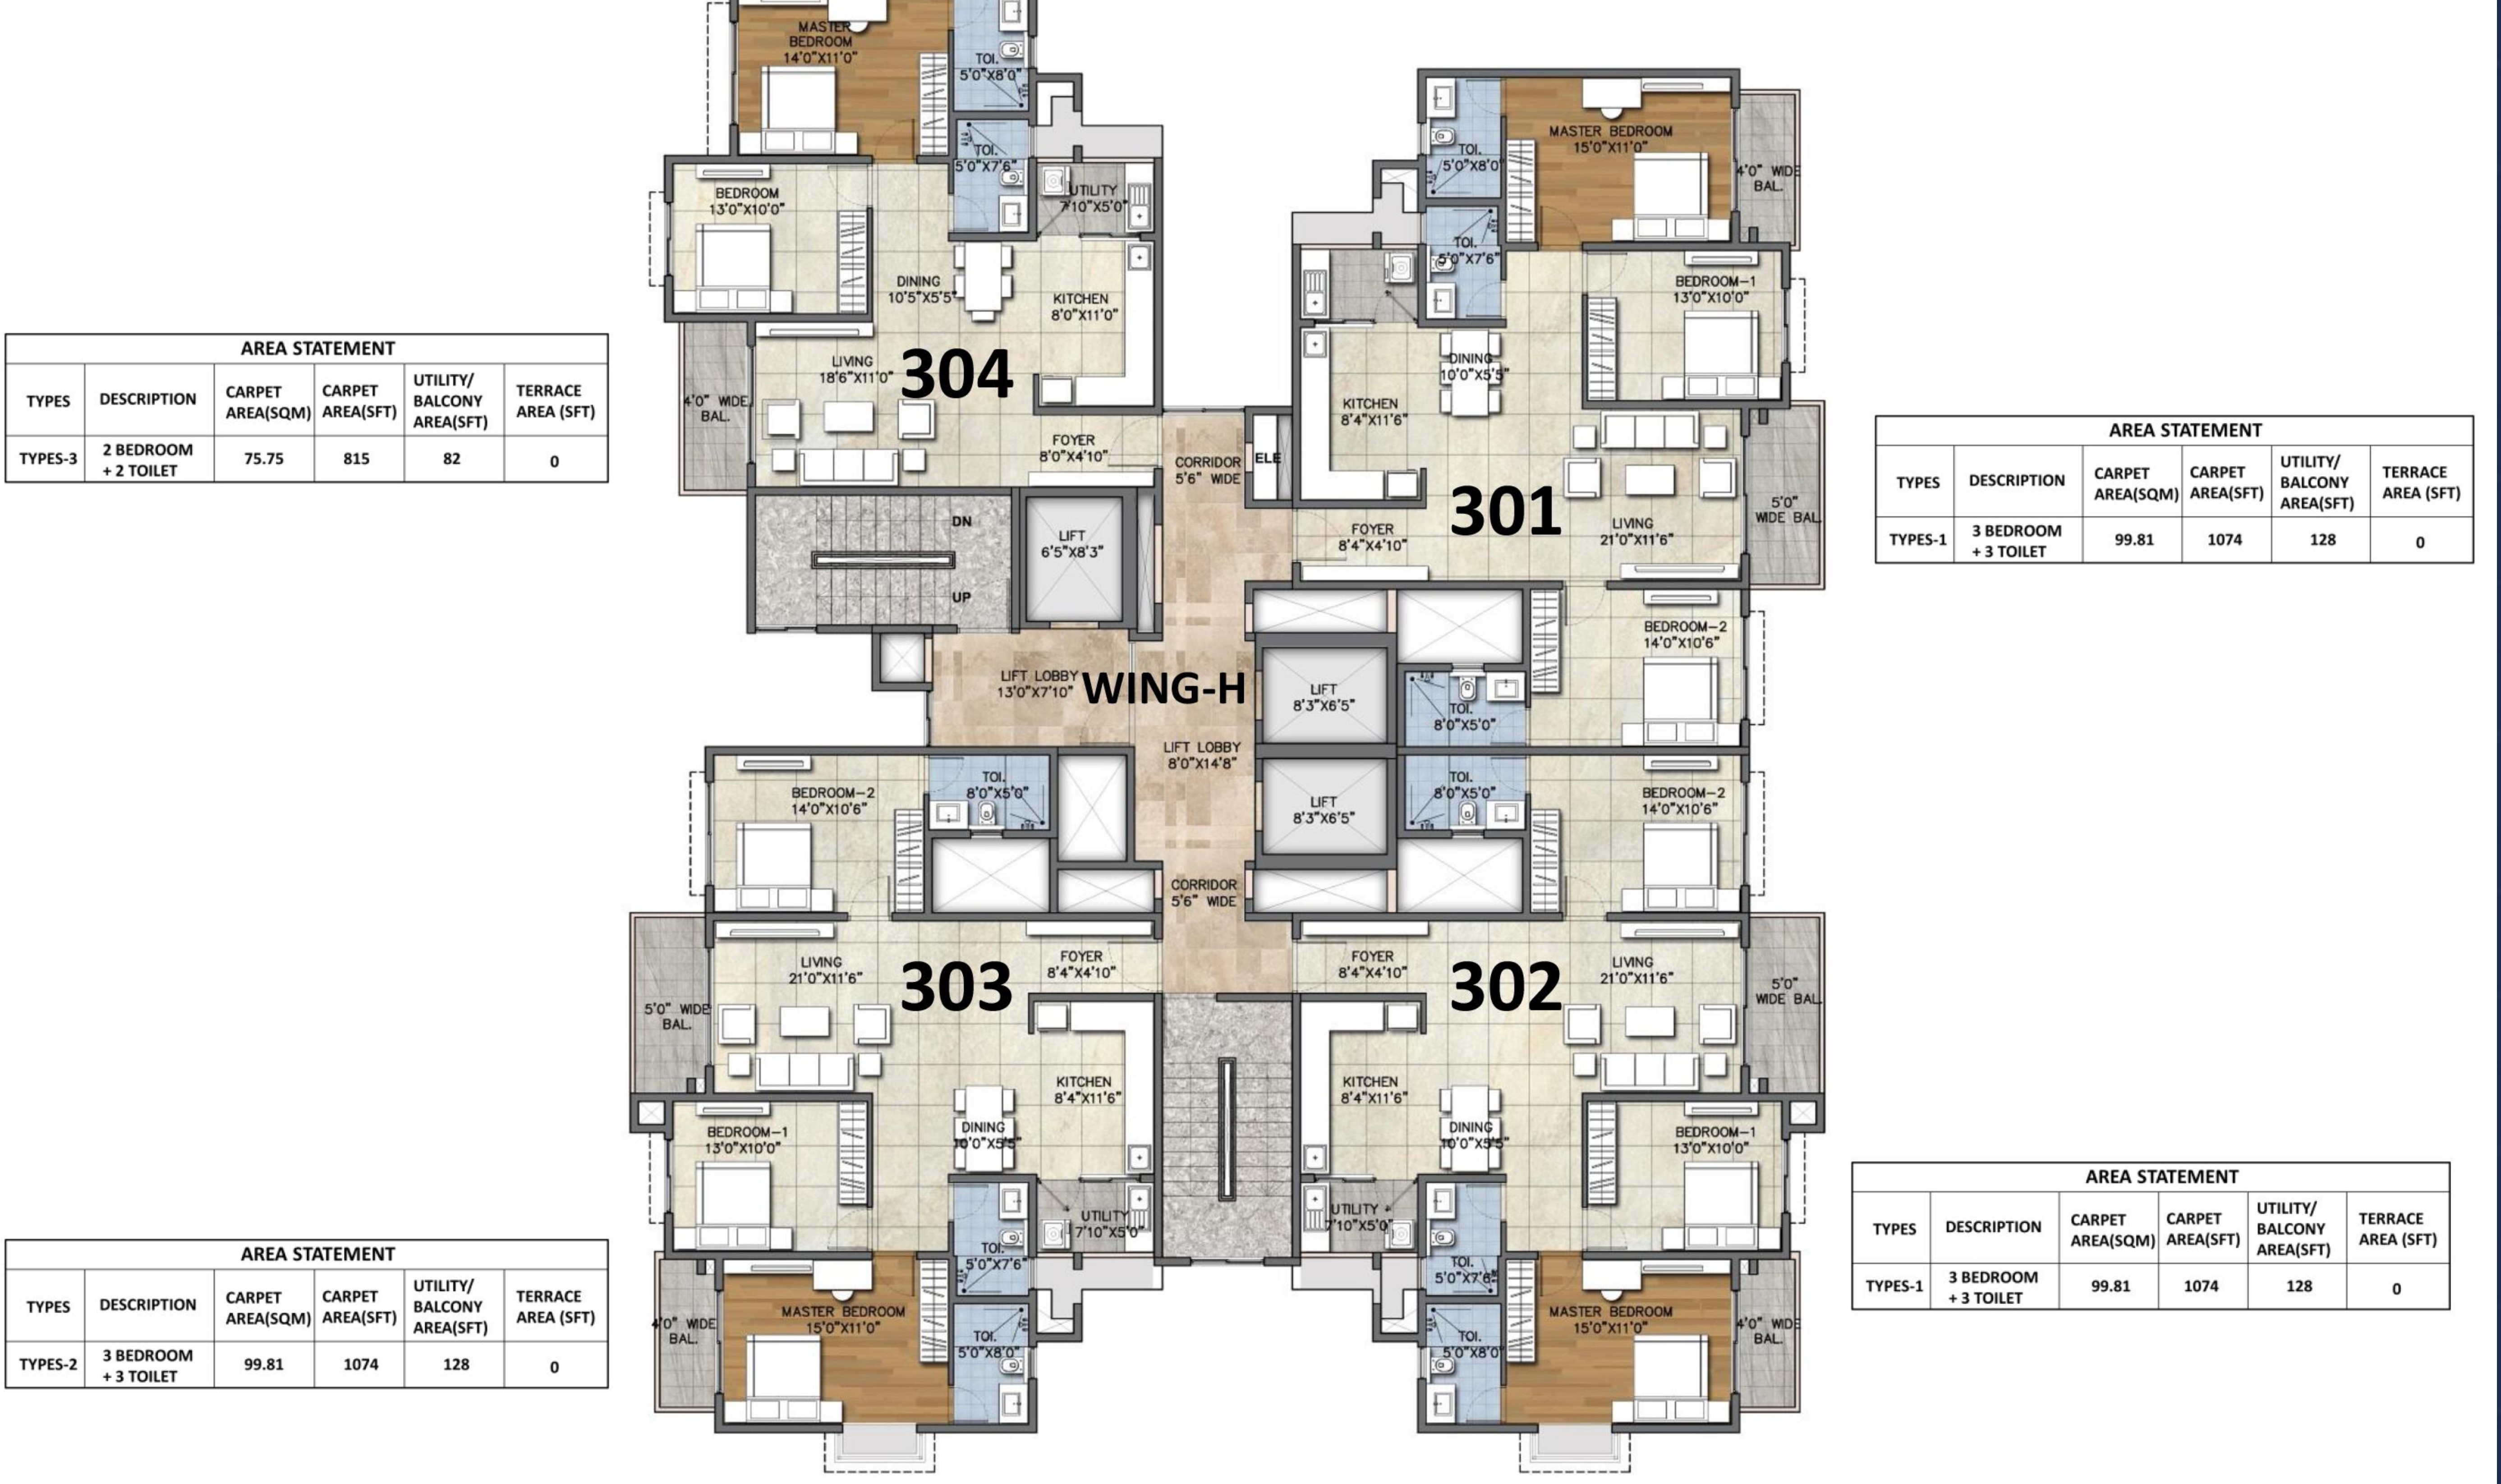 MASTER
BEDROOM
14'0"X11'0"
TOI.
5'0"X8'0"
TOI.
5'0"X7'6"
UTILITY
7'10"X5'0"
BEDROOM
13'0"X10'0"
DINING
10'5"X5'5"
KITCHEN
8'0"X11'0"
LIVING
18'6"X11'0"
304
4'0" WIDE
BAL.
FOYER
8'0"X4'10"
MASTER BEDROOM
15'0"X11'0"
TOI.
5'0"X8'0"
4'0" WIDE
BAL.
TOI.
5'0"X7'6"
BEDROOM-1
13'0"X10'0"
DINING
10'0"X5'5"
KITCHEN
8'4"X11'6"
301
FOYER
8'4"X4'10"
LIVING
21'0"X11'6"
5'0"
WIDE BAL.
BEDROOM-2
14'0"X10'6"
TOI.
8'0"X5'0"
AREA STATEMENT
TYPES DESCRIPTION CARPET AREA(SQM) CARPET AREA(SFT) UTILITY/ BALCONY AREA(SFT) TERRACE AREA (SFT)
TYPES-3 2 BEDROOM + 2 TOILET 75.75 815 82 0
AREA STATEMENT
TYPES DESCRIPTION CARPET AREA(SQM) CARPET AREA(SFT) UTILITY/ BALCONY AREA(SFT) TERRACE AREA (SFT)
TYPES-1 3 BEDROOM + 3 TOILET 99.81 1074 128 0
CORRIDOR
5'6" WIDE
ELE
DN
UP
LIFT
6'5"X8'3"
LIFT LOBBY
13'0"X7'10"
WING-H
LIFT
8'3"X6'5"
LIFT LOBBY
8'0"X14'8"
LIFT
8'3"X6'5"
CORRIDOR
5'6" WIDE
BEDROOM-2
14'0"X10'6"
TOI.
8'0"X5'0"
LIVING
21'0"X11'6"
303
FOYER
8'4"X4'10"
5'0" WIDE
BAL.
KITCHEN
8'4"X11'6"
DINING
10'0"X5'5"
BEDROOM-1
13'0"X10'0"
UTILITY
7'10"X5'0"
TOI.
5'0"X7'6"
MASTER BEDROOM
15'0"X11'0"
4'0" WIDE
BAL.
TOI.
5'0"X8'0"
TOI.
8'0"X5'0"
BEDROOM-2
14'0"X10'6"
FOYER
8'4"X4'10"
302
LIVING
21'0"X11'6"
5'0"
WIDE BAL.
KITCHEN
8'4"X11'6"
DINING
10'0"X5'5"
BEDROOM-1
13'0"X10'0"
UTILITY
7'10"X5'0"
TOI.
5'0"X7'6"
MASTER BEDROOM
15'0"X11'0"
4'0" WIDE
BAL.
TOI.
5'0"X8'0"
AREA STATEMENT
TYPES DESCRIPTION CARPET AREA(SQM) CARPET AREA(SFT) UTILITY/ BALCONY AREA(SFT) TERRACE AREA (SFT)
TYPES-2 3 BEDROOM + 3 TOILET 99.81 1074 128 0
AREA STATEMENT
TYPES DESCRIPTION CARPET AREA(SQM) CARPET AREA(SFT) UTILITY/ BALCONY AREA(SFT) TERRACE AREA (SFT)
TYPES-1 3 BEDROOM + 3 TOILET 99.81 1074 128 0